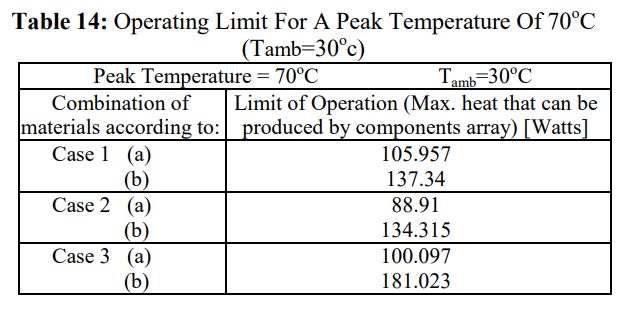 Table 14: Operating Limit For A Peak Temperature Of 70°C
(Tamb=30°c)
Peak Temperature = 70°C Tamb=30°C
Combination of materials according to: Limit of Operation (Max. heat that can be produced by components array) [Watts]
Case 1 (a) 105.957
(b) 137.34
Case 2 (a) 88.91
(b) 134.315
Case 3 (a) 100.097
(b) 181.023